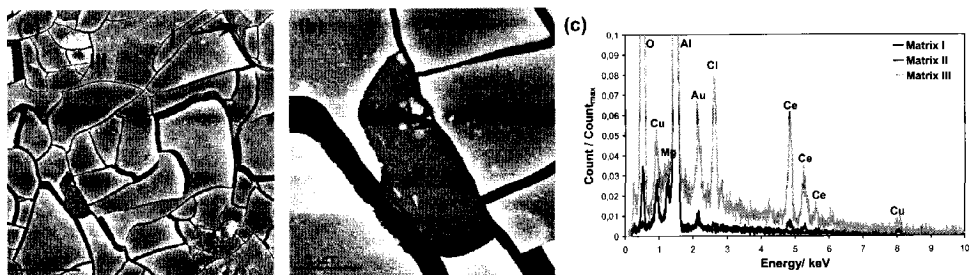 (c)
0,1
0,09
0,08
0,07
0,06
0,05
0,04
0,03
0,02
0,01
0
Count / Count max
O
Al
Cl
Au
Cu
Mg
Ce
Ce
Ce
Cu
Matrix I
Matrix II
Matrix III
0 1 2 3 4 5 6 7 8 9 10
Energy/ keV